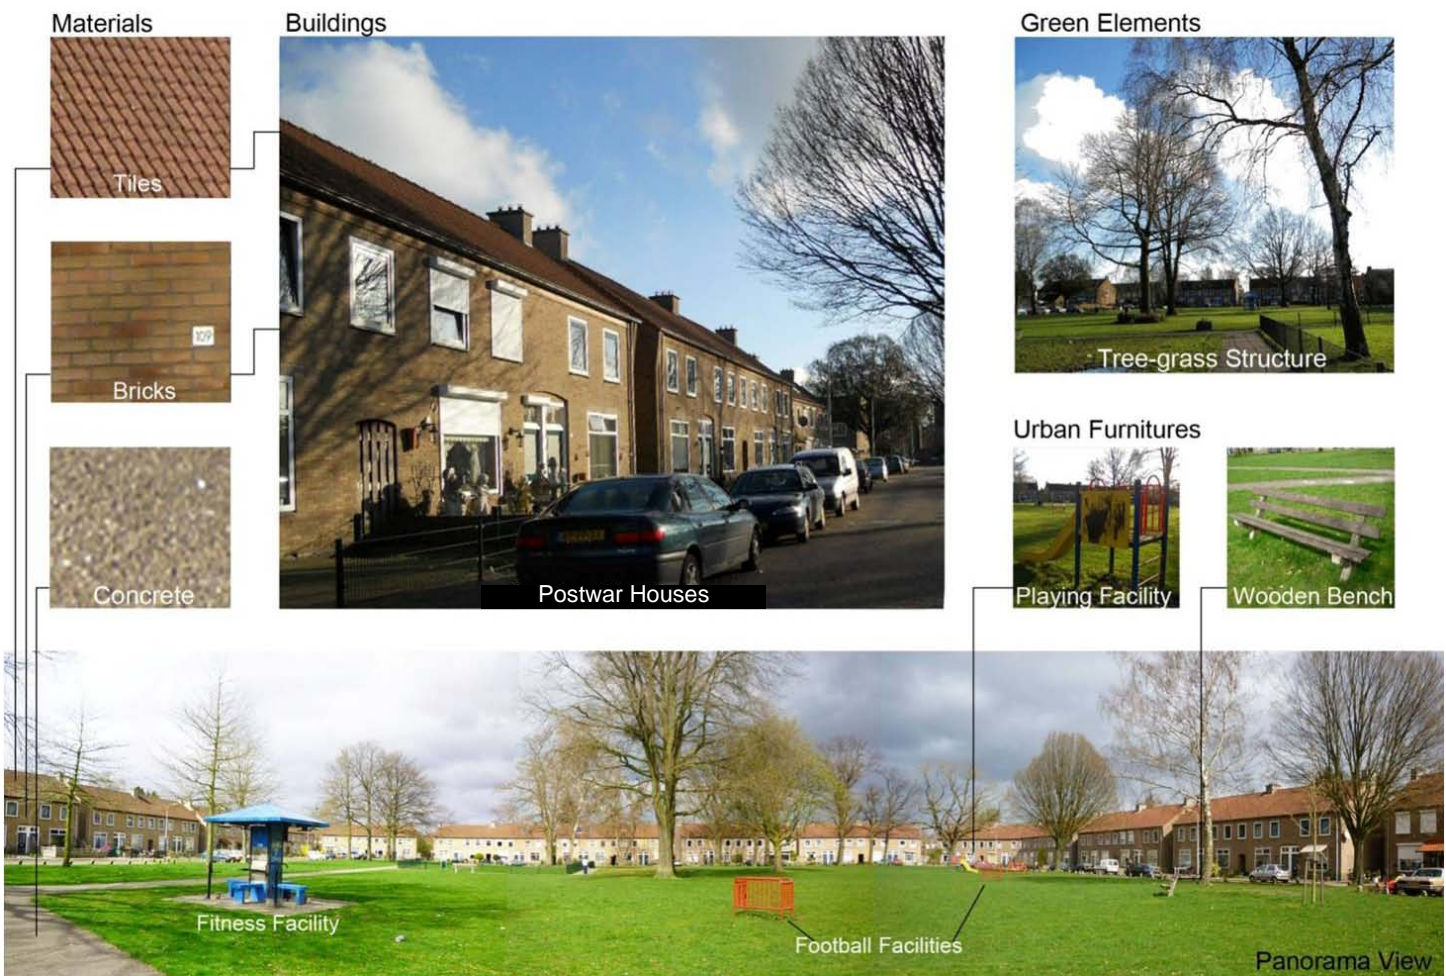 Materials
Buildings
Green Elements
Tiles
Bricks
109
Concrete
Postwar Houses
Tree-grass Structure
Urban Furnitures
Playing Facility
Wooden Bench
Fitness Facility
Football Facilities
Panorama View